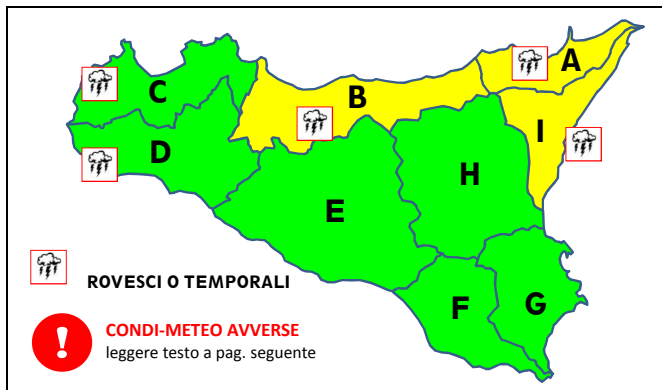 A
C
B
I
D
H
E
ROVESCI O TEMPORALI
F
G
!
CONDI-METEO AVVERSE
leggere testo a pag. seguente